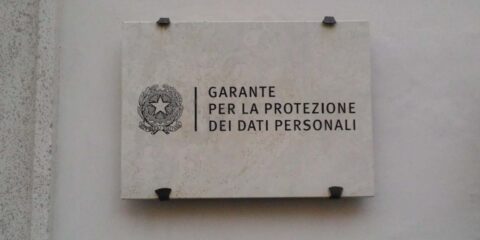 GARANTE
PER LA PROTEZIONE
DEI DATI PERSONALI